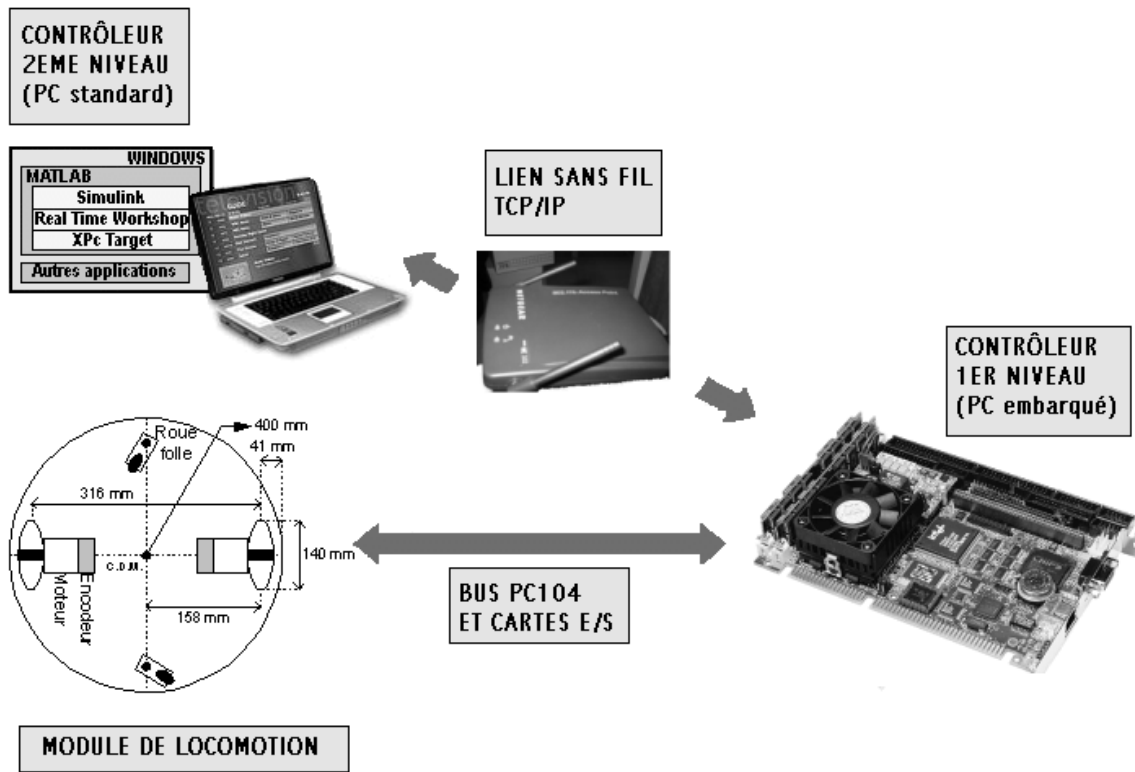 CONTRÔLEUR
2EME NIVEAU
(PC standard)
WINDOWS
MATLAB
Simulink
Real Time Workshop
XPc Target
Autres applications
television
LIEN SANS FIL
TCP/IP
NETGEAR
CONTRÔLEUR
1ER NIVEAU
(PC embarqué)
Roue
folle
400 mm
41 mm
316 mm
140 mm
C.D.M.
Moteur
Encodeur
158 mm
BUS PC104
ET CARTES E/S
MODULE DE LOCOMOTION